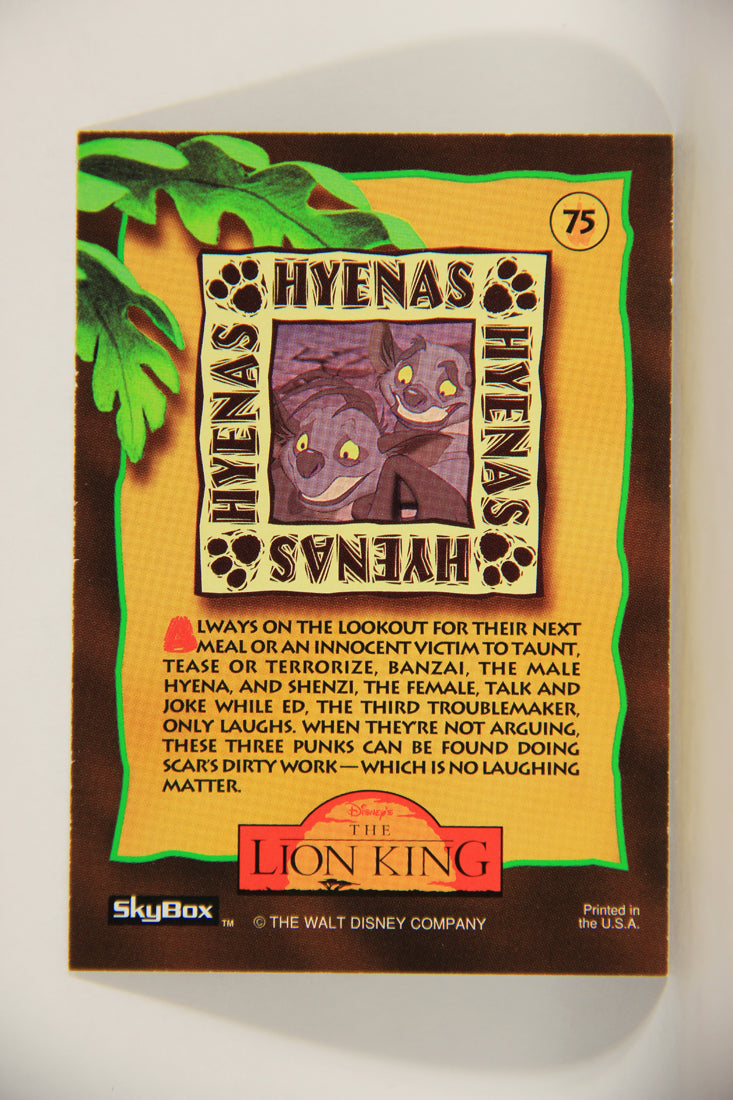 75
HYENAS
HYENAS
HYENAS
HYENAS
ALWAYS ON THE LOOKOUT FOR THEIR NEXT
MEAL OR AN INNOCENT VICTIM TO TAUNT,
TEASE OR TERRORIZE, BANZAI, THE MALE
HYENA, AND SHENZI, THE FEMALE, TALK AND
JOKE WHILE ED, THE THIRD TROUBLEMAKER,
ONLY LAUGHS. WHEN THEY'RE NOT ARGUING,
THESE THREE PUNKS CAN BE FOUND DOING
SCAR'S DIRTY WORK—WHICH IS NO LAUGHING
MATTER.
Disney's
THE
LION KING
SkyBox™
© THE WALT DISNEY COMPANY
Printed in
the U.S.A.